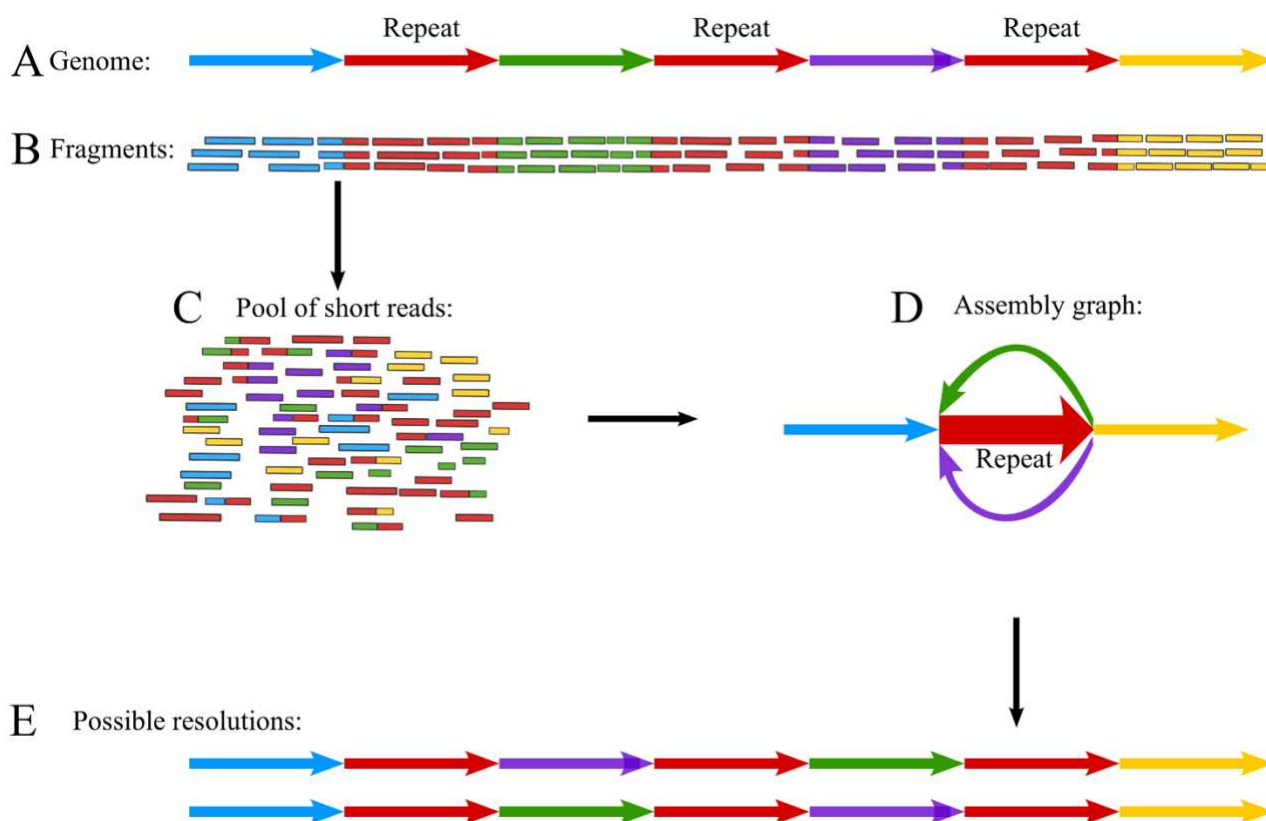 Repeat Repeat Repeat
A Genome:
B Fragments:
C Pool of short reads:
D Assembly graph:
Repeat
E Possible resolutions: